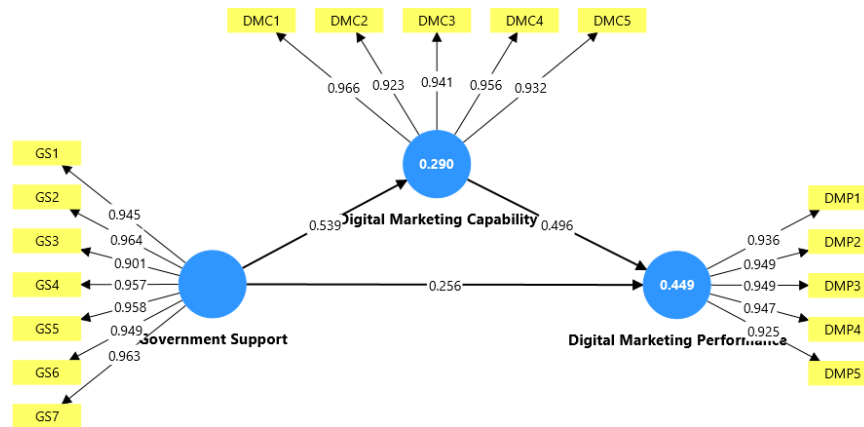 DMC1
DMC2
DMC3
DMC4
DMC5
0.966
0.923
0.941
0.956
0.932
GS1
GS2
GS3
GS4
GS5
GS6
GS7
0.945
0.964
0.901
0.957
0.958
0.949
0.963
0.290
Digital Marketing Capability
0.539
0.496
0.256
Government Support
0.449
Digital Marketing Performance
0.936
0.949
0.949
0.947
0.925
DMP1
DMP2
DMP3
DMP4
DMP5